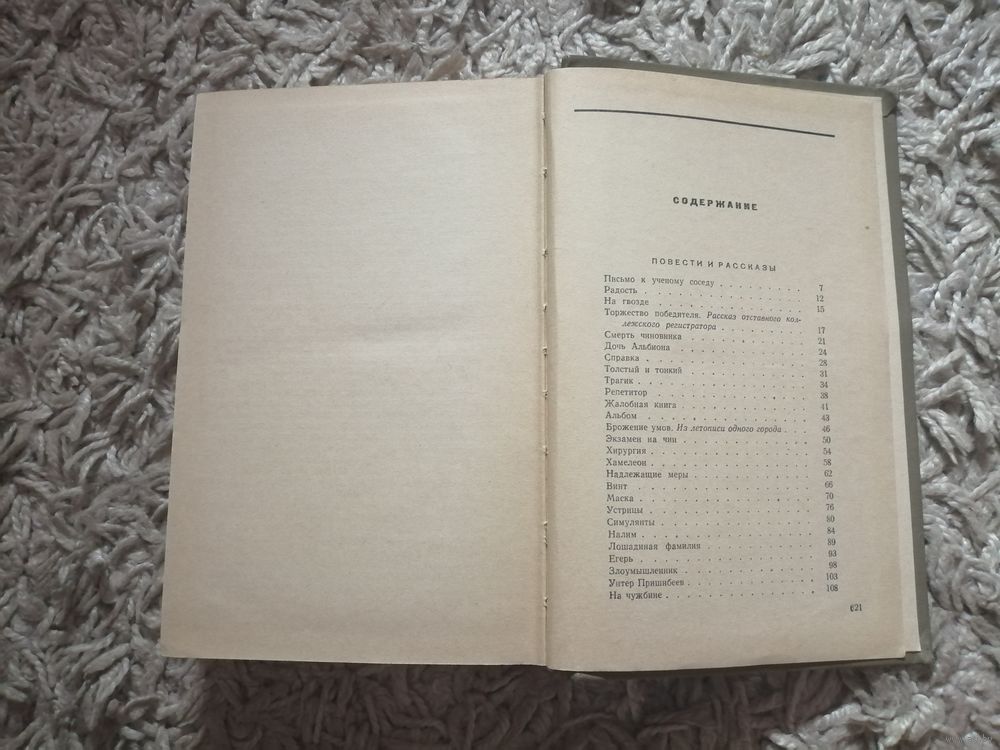 СОДЕРЖАНИЕ
ПОВЕСТИ И РАССКАЗЫ
Письмо к ученому соседу . . . . . . . . . 7
Радость . . . . . . . . . . . . . . 12
На гвозде . . . . . . . . . . . . . 15
Торжество победителя. Рассказ отставного кол-
лежского регистратора . . . . . . . . 17
Смерть чиновника . . . . . . . . . . . 21
Дочь Альбиона . . . . . . . . . . . . 24
Справка . . . . . . . . . . . . . . 28
Толстый и тонкий . . . . . . . . . . . 31
Трагик . . . . . . . . . . . . . . . 34
Репетитор . . . . . . . . . . . . . 38
Жалобная книга . . . . . . . . . . . 41
Альбом . . . . . . . . . . . . . . 43
Брожение умов. Из летописи одного города . . . 46
Экзамен на чин . . . . . . . . . . . 50
Хирургия . . . . . . . . . . . . . 54
Хамелеон . . . . . . . . . . . . . 58
Надлежащие меры . . . . . . . . . . 62
Винт . . . . . . . . . . . . . . . 66
Маска . . . . . . . . . . . . . . 70
Устрицы . . . . . . . . . . . . . 76
Симулянты . . . . . . . . . . . . . 80
Налим . . . . . . . . . . . . . . 84
Лошадиная фамилия . . . . . . . . . 89
Егерь . . . . . . . . . . . . . . 93
Злоумышленник . . . . . . . . . . . 98
Унтер Пришибеев . . . . . . . . . . . 103
На чужбине . . . . . . . . . . . . . 108
621